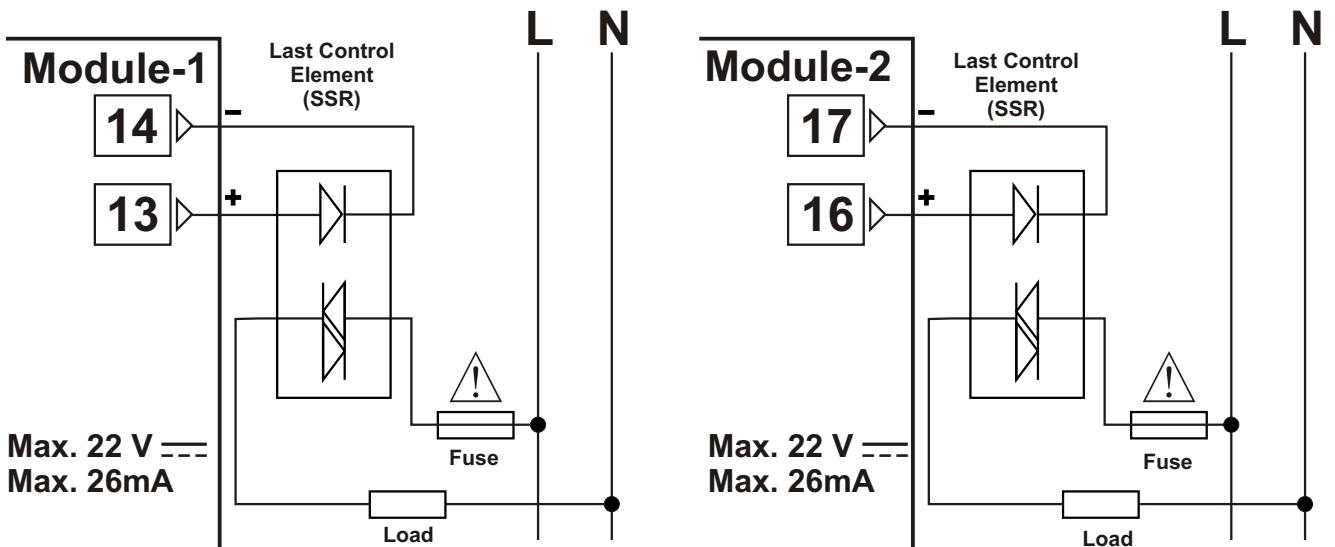 L N
Module-1
Last Control
Element
(SSR)
14
−
13
+
Max. 22 V
Max. 26mA
!
Fuse
Load
L N
Module-2
Last Control
Element
(SSR)
17
−
16
+
Max. 22 V
Max. 26mA
!
Fuse
Load